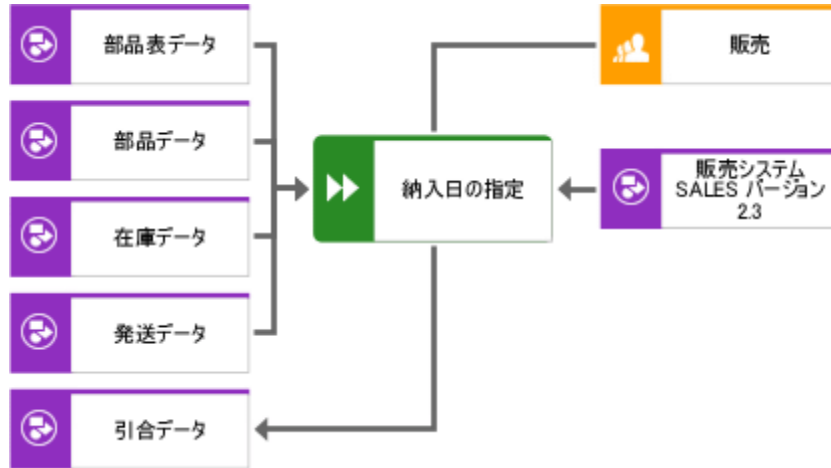 部品表データ
販売
部品データ
納入日の指定
販売システム
SALES バージョン
2.3
在庫データ
発送データ
引合データ